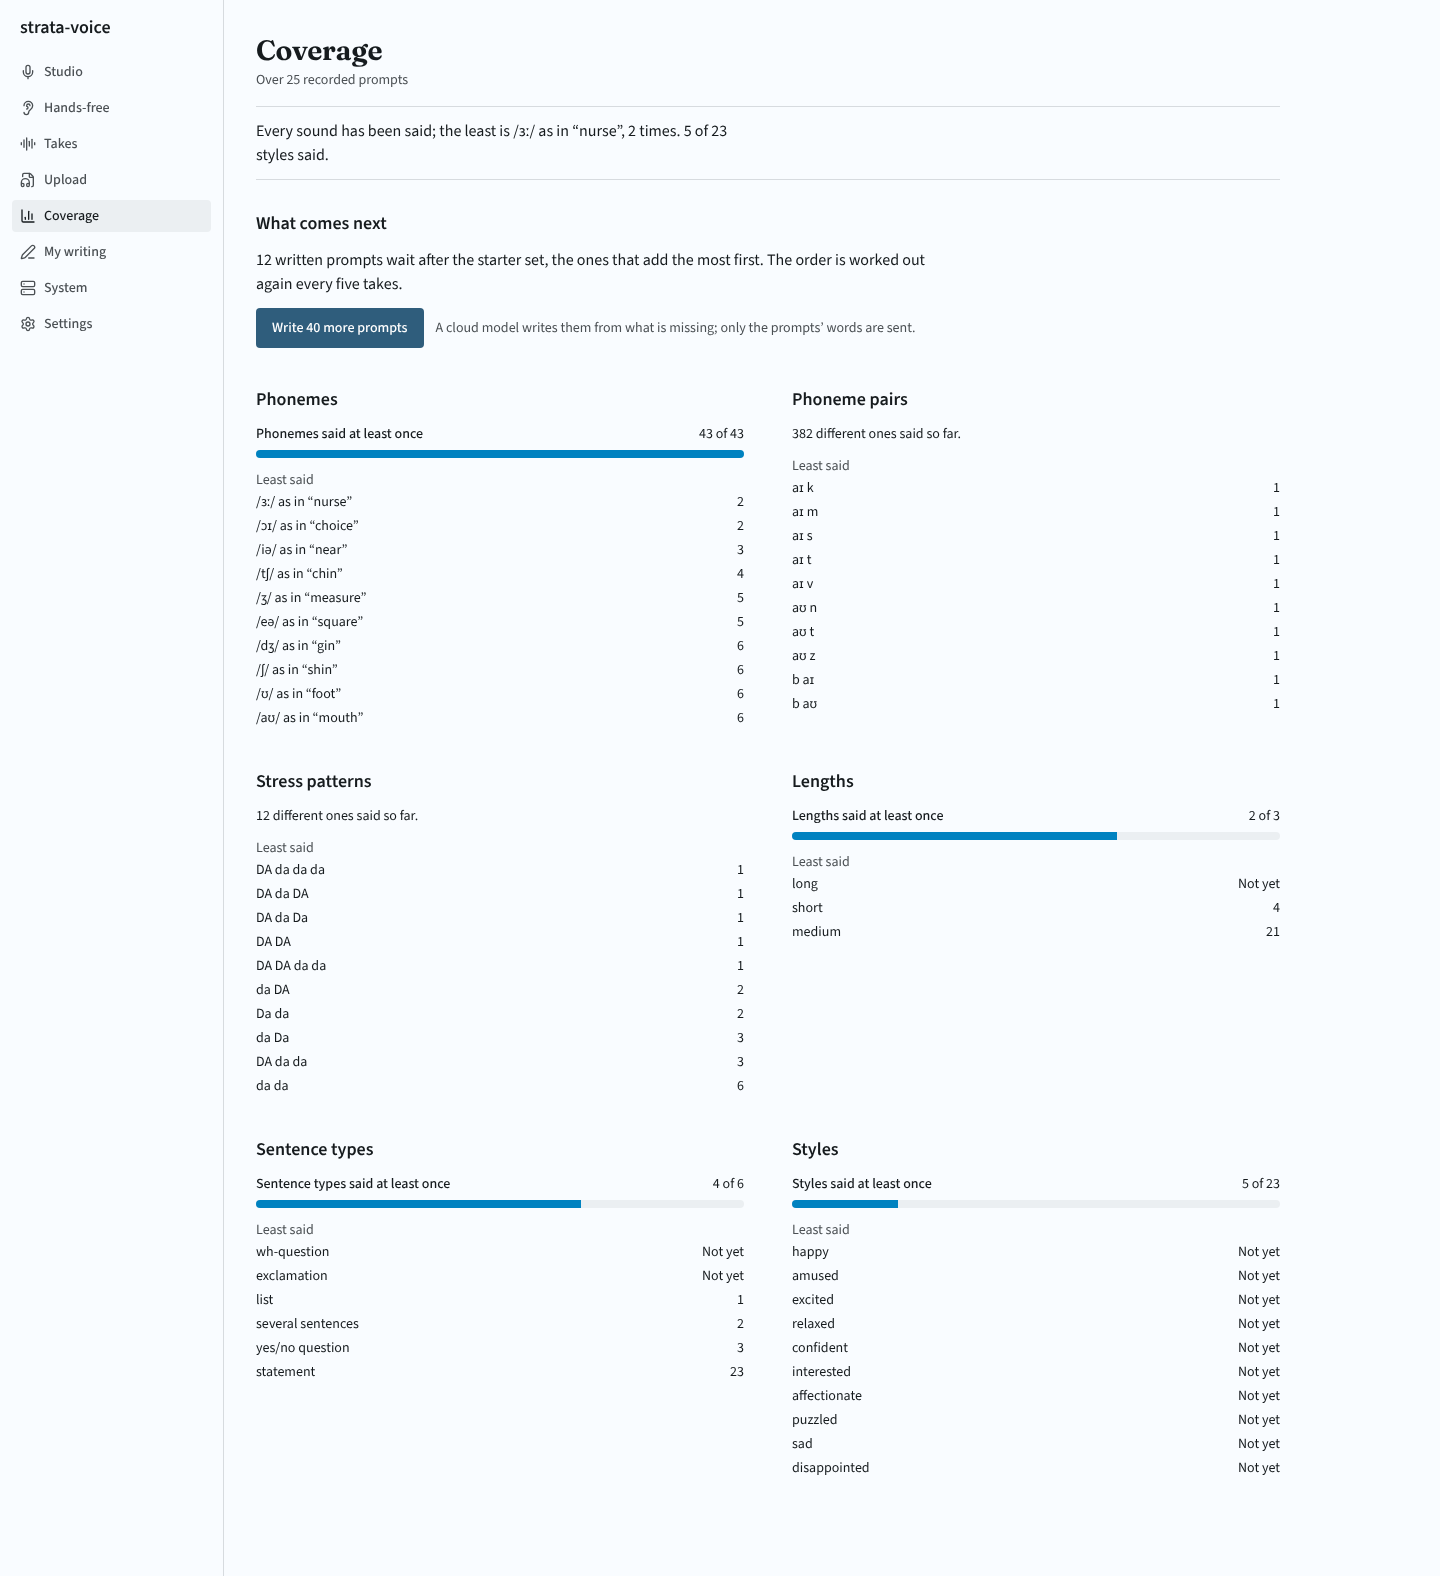 strata-voice
Studio
Hands-free
Takes
Upload
Coverage
My writing
System
Settings
Coverage
Over 25 recorded prompts
Every sound has been said; the least is /ɜː/ as in “nurse”, 2 times. 5 of 23
styles said.
What comes next
12 written prompts wait after the starter set, the ones that add the most first. The order is worked out
again every five takes.
Write 40 more prompts
A cloud model writes them from what is missing; only the prompts’ words are sent.
Phonemes
Phonemes said at least once 43 of 43
Least said
/ɜː/ as in “nurse” 2
/ɔɪ/ as in “choice” 2
/iə/ as in “near” 3
/tʃ/ as in “chin” 4
/ʒ/ as in “measure” 5
/eə/ as in “square” 5
/dʒ/ as in “gin” 6
/ʃ/ as in “shin” 6
/ʊ/ as in “foot” 6
/aʊ/ as in “mouth” 6
Phoneme pairs
382 different ones said so far.
Least said
aɪ k 1
aɪ m 1
aɪ s 1
aɪ t 1
aɪ v 1
aʊ n 1
aʊ t 1
aʊ z 1
b aɪ 1
b aʊ 1
Stress patterns
12 different ones said so far.
Least said
DA da da da 1
DA da DA 1
DA da Da 1
DA DA 1
DA DA da da 1
da DA 2
Da da 2
da Da 3
DA da da 3
da da 6
Lengths
Lengths said at least once 2 of 3
Least said
long Not yet
short 4
medium 21
Sentence types
Sentence types said at least once 4 of 6
Least said
wh-question Not yet
exclamation Not yet
list 1
several sentences 2
yes/no question 3
statement 23
Styles
Styles said at least once 5 of 23
Least said
happy Not yet
amused Not yet
excited Not yet
relaxed Not yet
confident Not yet
interested Not yet
affectionate Not yet
puzzled Not yet
sad Not yet
disappointed Not yet